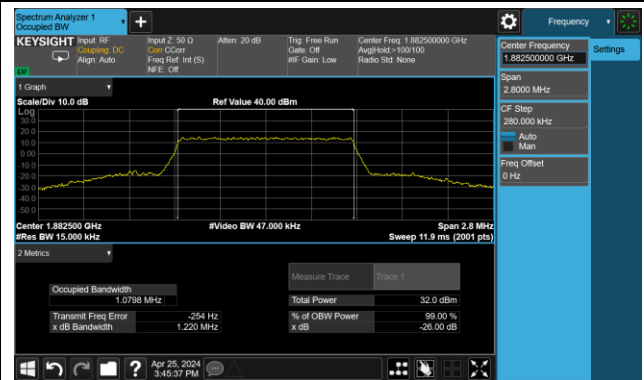 Spectrum Analyzer 1
Occupied BW
Frequency
KEYSIGHT
Input: RF
Coupling: DC
Align: Auto
Input Z: 50 Ω
Corr CCorr
Freq Ref: Int (S)
NFE: Off
Atten: 20 dB
Trig: Free Run
Gate: Off
#IF Gain: Low
Center Freq: 1.882500000 GHz
Avg|Hold:>100/100
Radio Std: None
Center Frequency
1.882500000 GHz
Settings
Span
2.8000 MHz
CF Step
280.000 kHz
Auto
Man
Freq Offset
0 Hz
1 Graph
Scale/Div 10.0 dB
Ref Value 40.00 dBm
Log
30.0
20.0
10.0
0.00
-10.0
-20.0
-30.0
-40.0
-50.0
Center 1.882500 GHz
#Video BW 47.000 kHz
Span 2.8 MHz
#Res BW 15.000 kHz
Sweep 11.9 ms (2001 pts)
2 Metrics
Measure Trace
Trace 1
Occupied Bandwidth
1.0798 MHz
Total Power
32.0 dBm
Transmit Freq Error
-254 Hz
% of OBW Power
99.00 %
x dB Bandwidth
1.220 MHz
x dB
-26.00 dB
Apr 25, 2024
3:45:37 PM